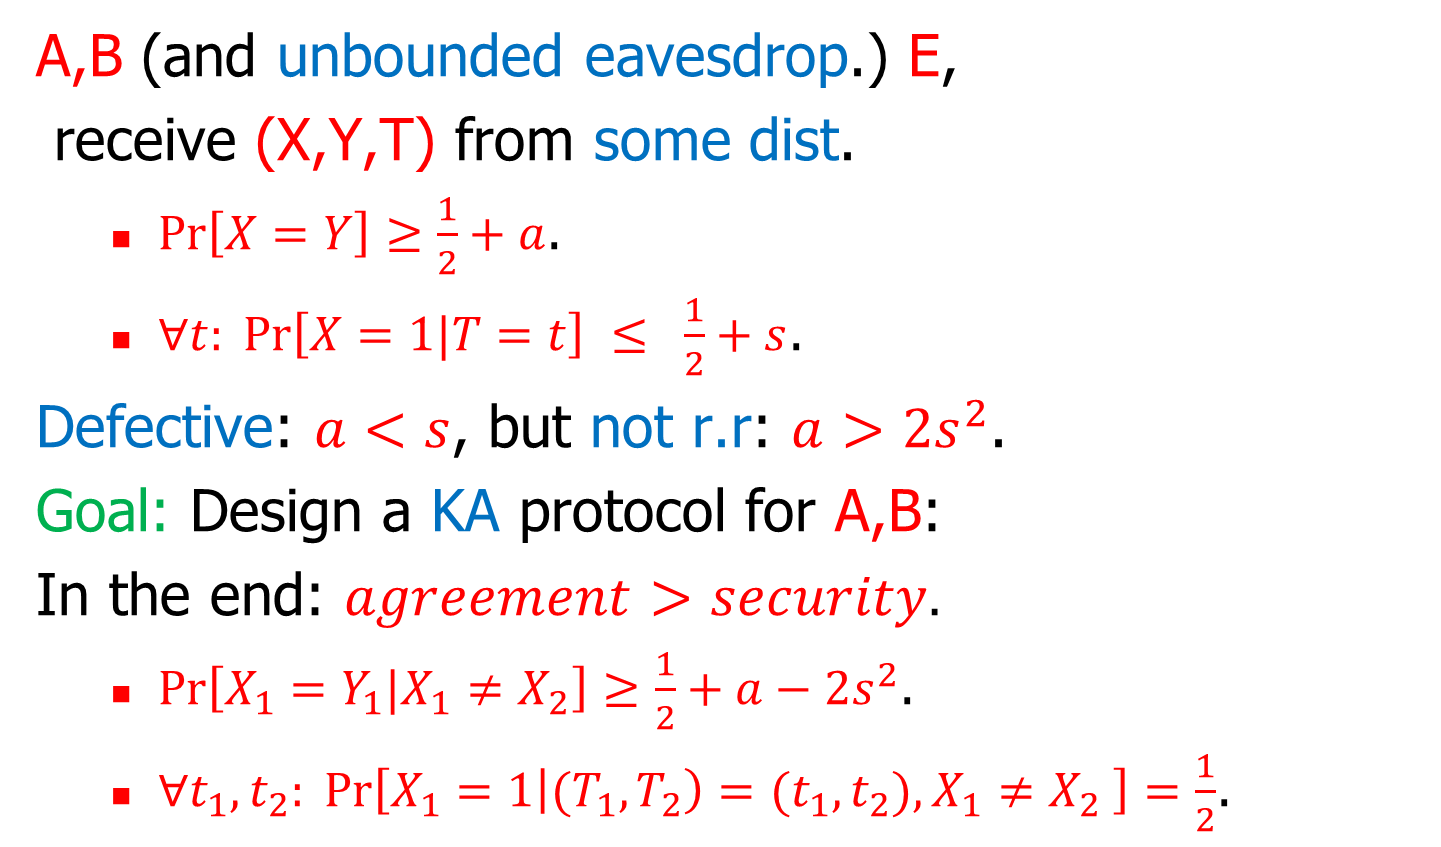 A,B (and unbounded eavesdrop.) E,
receive (X,Y,T) from some dist.
▪ Pr[X = Y] ≥ 1/2 + a.
▪ ∀t: Pr[X = 1|T = t] ≤ 1/2 + s.
Defective: a < s, but not r.r: a > 2s².
Goal: Design a KA protocol for A,B:
In the end: agreement > security.
▪ Pr[X₁ = Y₁|X₁ ≠ X₂] ≥ 1/2 + a − 2s².
▪ ∀t₁, t₂: Pr[X₁ = 1|(T₁, T₂) = (t₁, t₂), X₁ ≠ X₂ ] = 1/2.